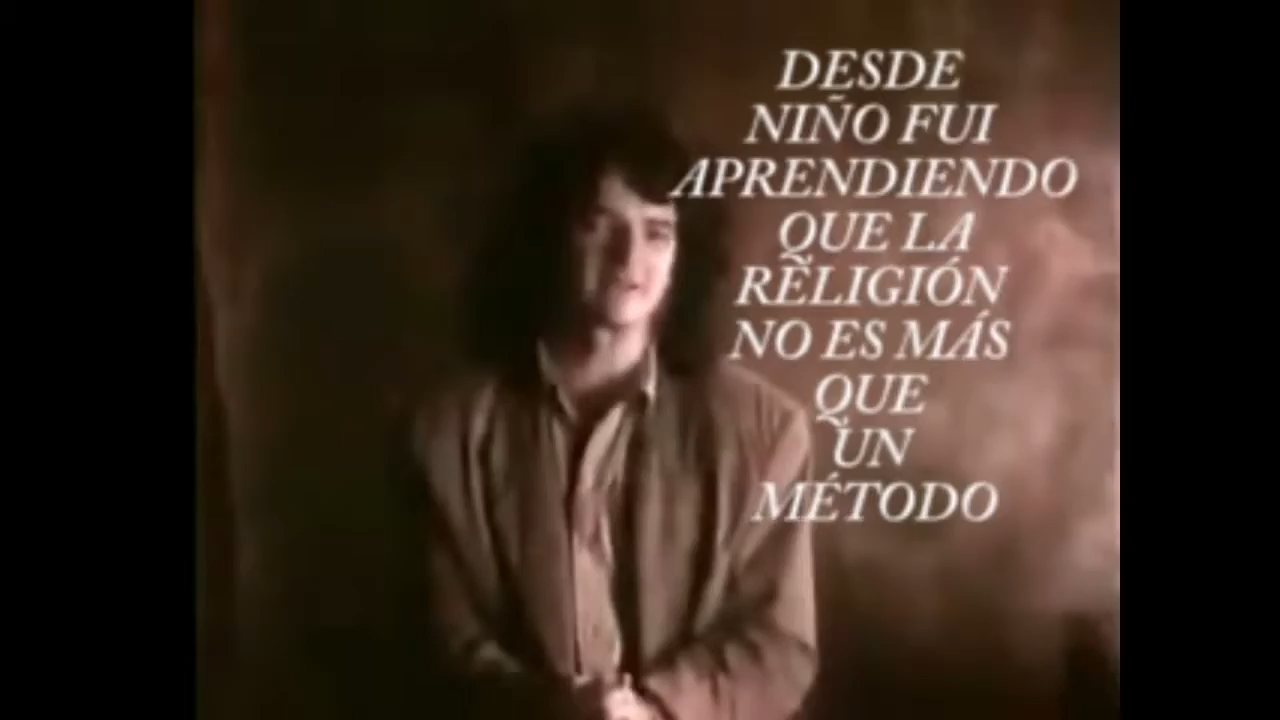 DESDE
NIÑO FUI
APRENDIENDO
QUE LA
RELIGIÓN
NO ES MÁS
QUE
UN
MÉTODO